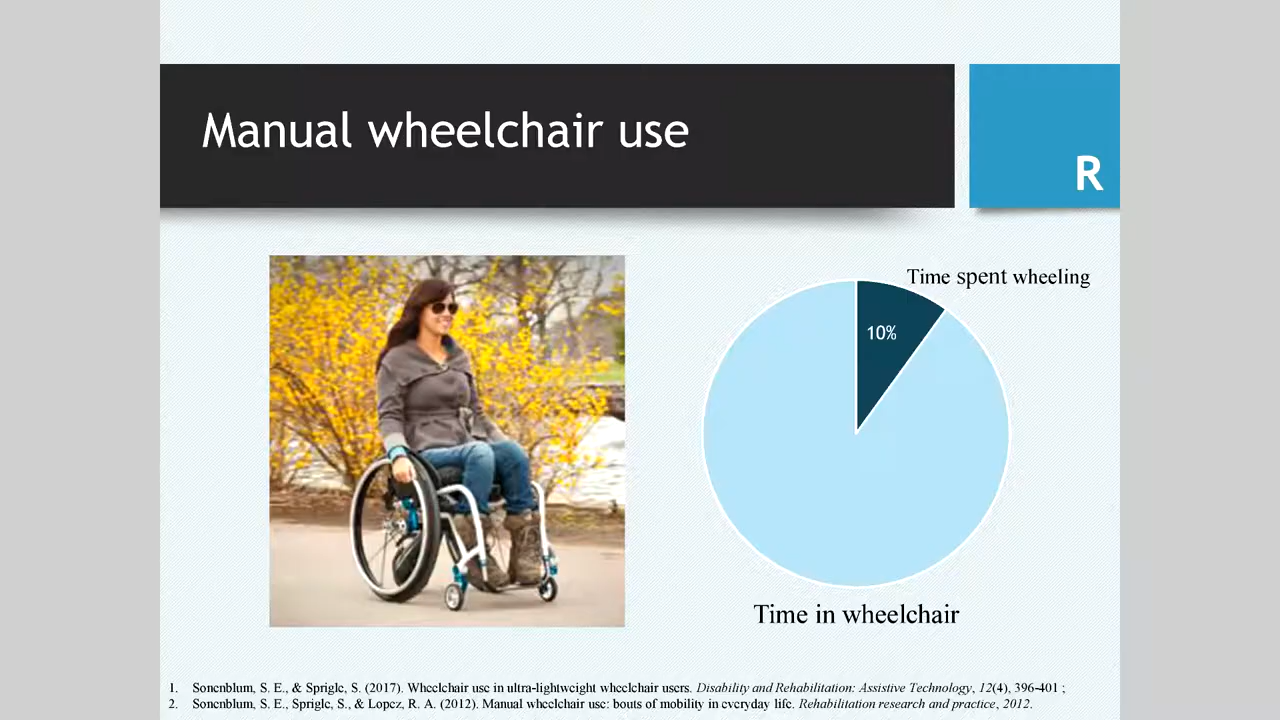 Manual wheelchair use
R
Time spent wheeling
10%
Time in wheelchair
1. Sonenblum, S. E., & Sprigle, S. (2017). Wheelchair use in ultra-lightweight wheelchair users. Disability and Rehabilitation: Assistive Technology, 12(4), 396-401 ;
2. Sonenblum, S. E., Sprigle, S., & Lopez, R. A. (2012). Manual wheelchair use: bouts of mobility in everyday life. Rehabilitation research and practice, 2012.